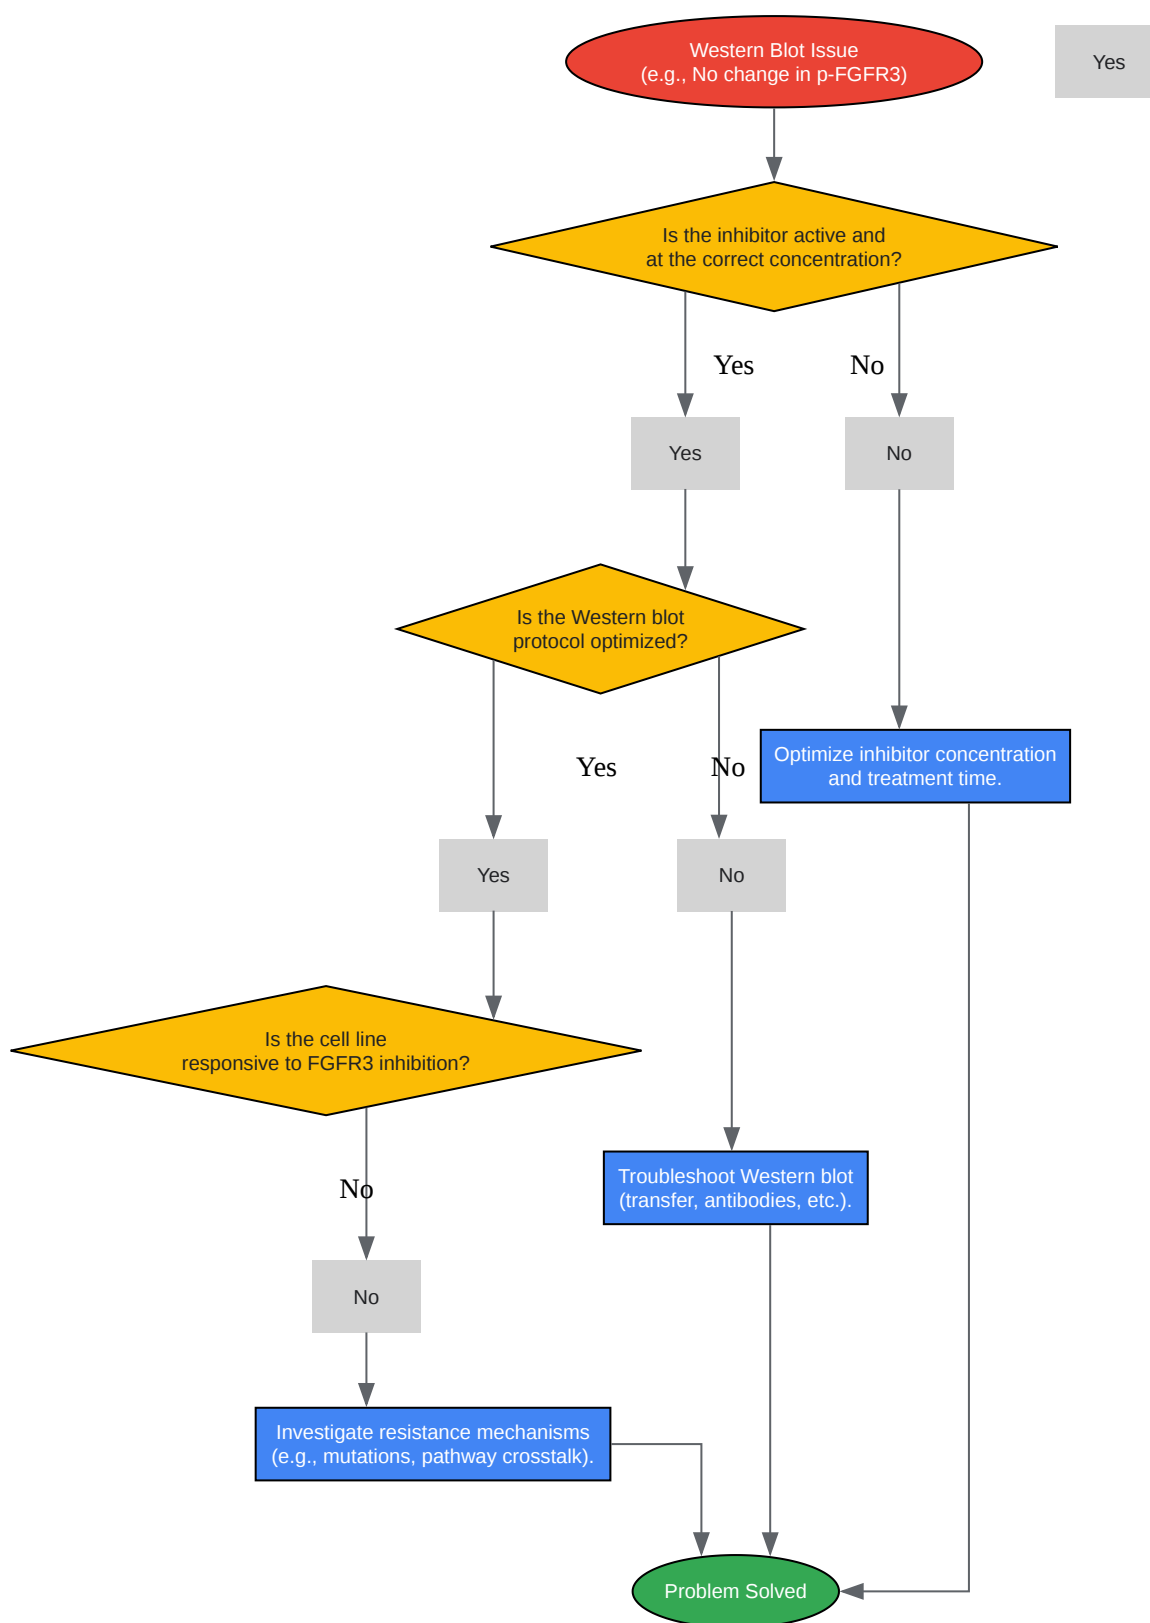 Western Blot Issue
(e.g., No change in p-FGFR3)
Yes
Is the inhibitor active and
at the correct concentration?
Yes
No
Yes
No
Is the Western blot
protocol optimized?
Optimize inhibitor concentration
and treatment time.
Yes
No
Yes
No
Is the cell line
responsive to FGFR3 inhibition?
Troubleshoot Western blot
(transfer, antibodies, etc.).
No
No
Investigate resistance mechanisms
(e.g., mutations, pathway crosstalk).
Problem Solved